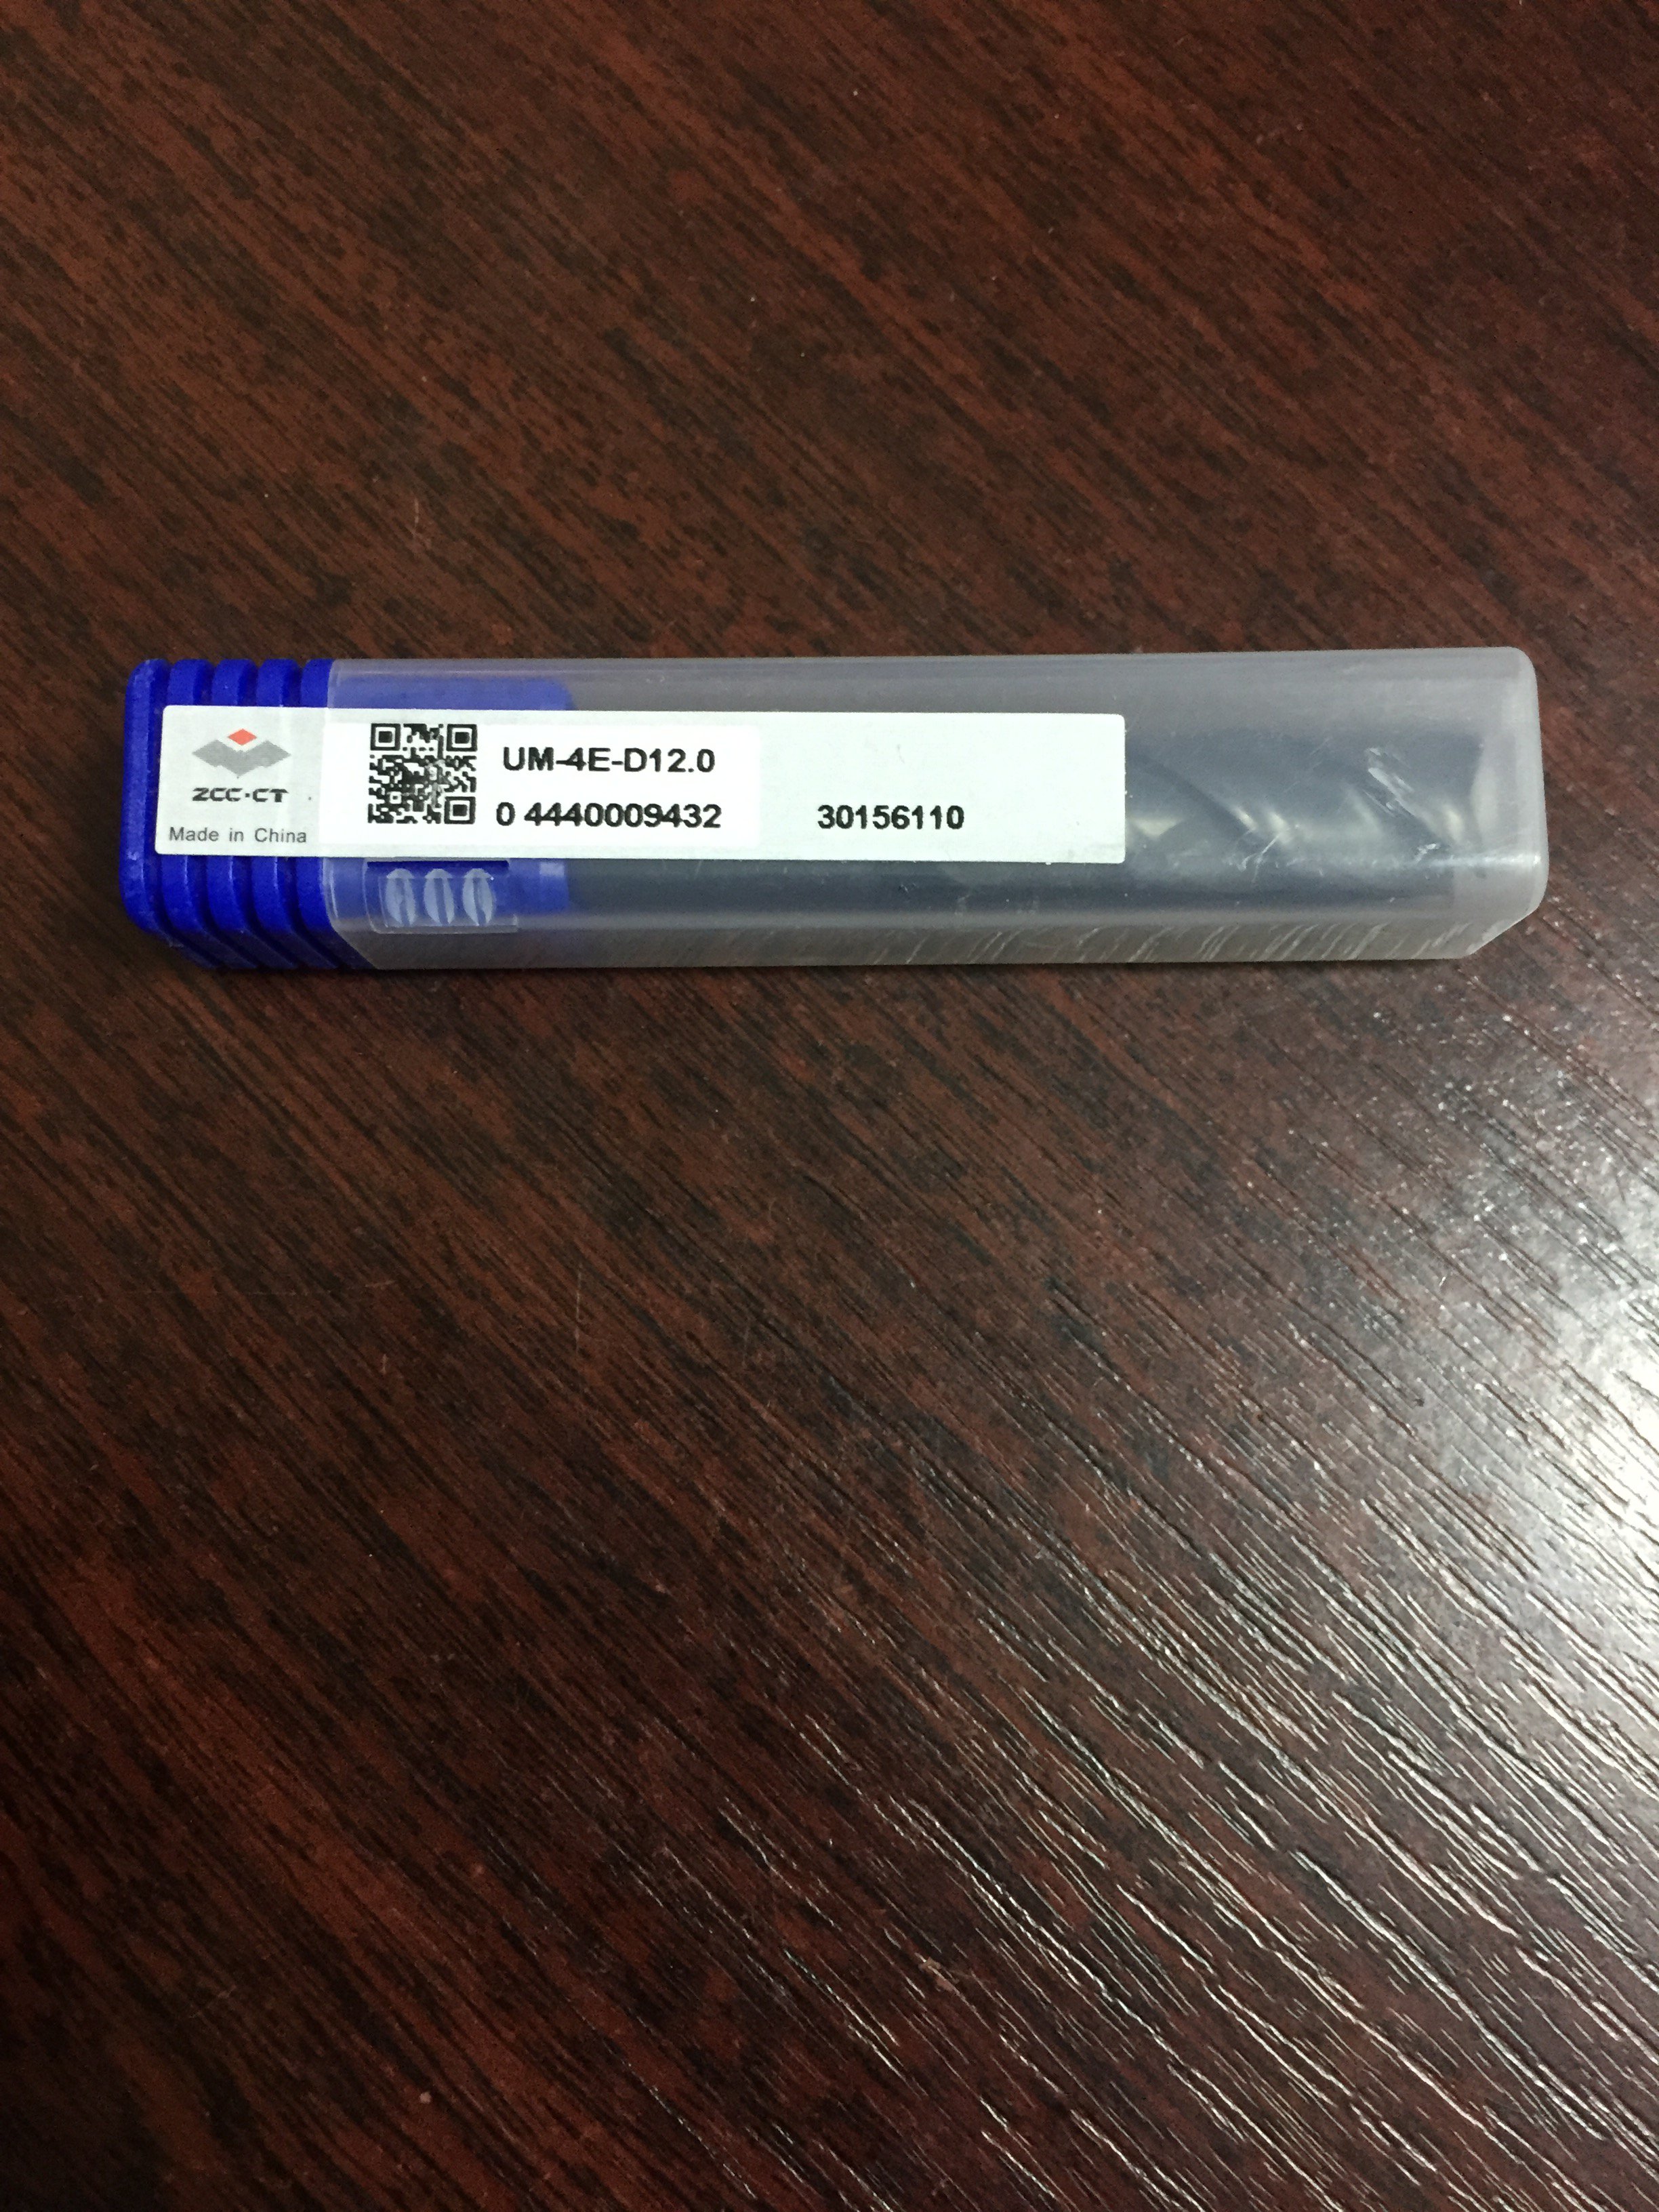 ZCC·CT
Made in China
UM-4E-D12.0
0 4440009432 30156110